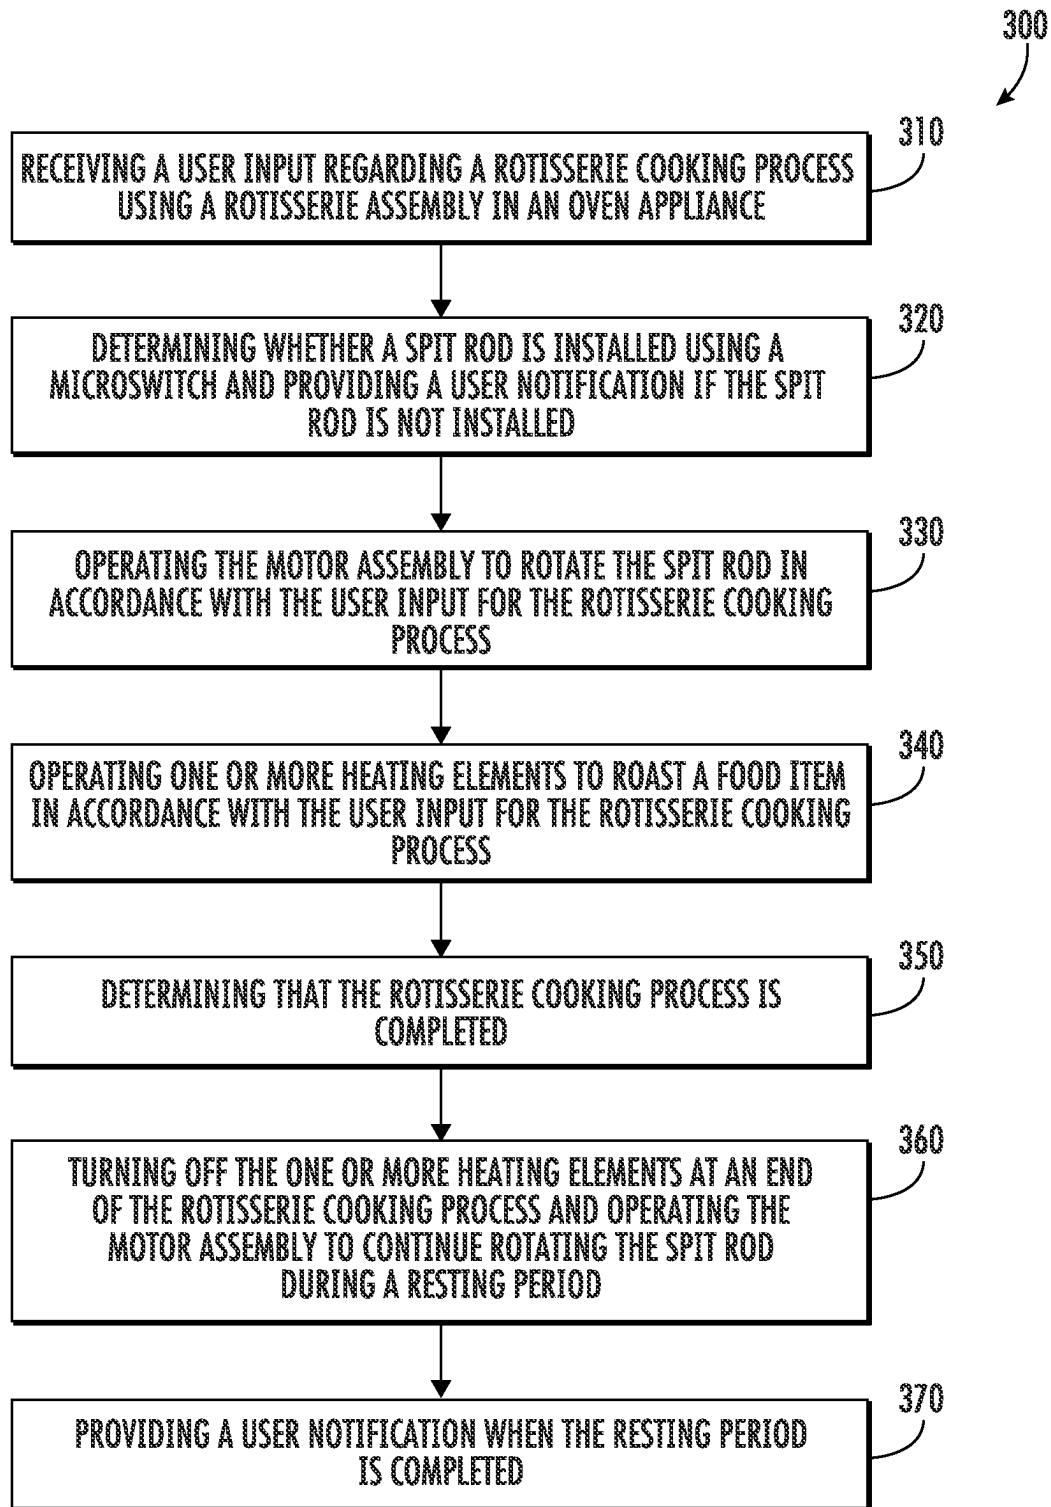 300
310
RECEIVING A USER INPUT REGARDING A ROTISSERIE COOKING PROCESS
USING A ROTISSERIE ASSEMBLY IN AN OVEN APPLIANCE
320
DETERMINING WHETHER A SPIT ROD IS INSTALLED USING A
MICROSWITCH AND PROVIDING A USER NOTIFICATION IF THE SPIT
ROD IS NOT INSTALLED
330
OPERATING THE MOTOR ASSEMBLY TO ROTATE THE SPIT ROD IN
ACCORDANCE WITH THE USER INPUT FOR THE ROTISSERIE COOKING
PROCESS
340
OPERATING ONE OR MORE HEATING ELEMENTS TO ROAST A FOOD ITEM
IN ACCORDANCE WITH THE USER INPUT FOR THE ROTISSERIE COOKING
PROCESS
350
DETERMINING THAT THE ROTISSERIE COOKING PROCESS IS
COMPLETED
360
TURNING OFF THE ONE OR MORE HEATING ELEMENTS AT AN END
OF THE ROTISSERIE COOKING PROCESS AND OPERATING THE
MOTOR ASSEMBLY TO CONTINUE ROTATING THE SPIT ROD
DURING A RESTING PERIOD
370
PROVIDING A USER NOTIFICATION WHEN THE RESTING PERIOD
IS COMPLETED